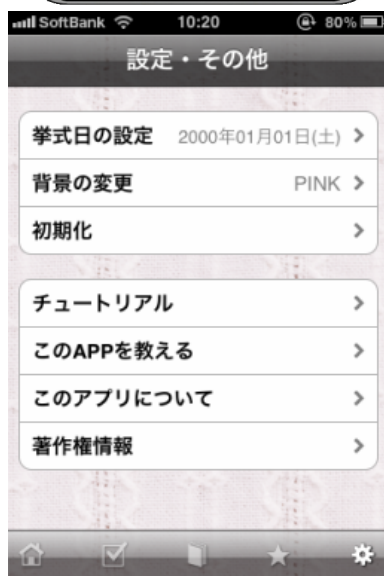 SoftBank 10:20 80%
設定・その他
挙式日の設定 2000年01月01日(土)
背景の変更 PINK
初期化
チュートリアル
このAPPを教える
このアプリについて
著作権情報